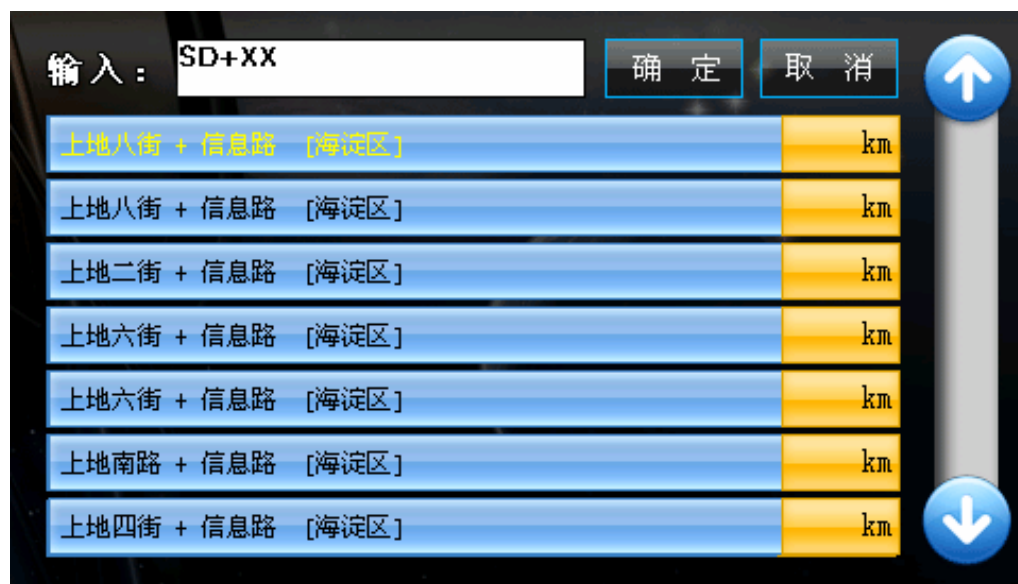 输入： SD+XX 确 定 取 消
上地八街 + 信息路 [海淀区] km
上地八街 + 信息路 [海淀区] km
上地二街 + 信息路 [海淀区] km
上地六街 + 信息路 [海淀区] km
上地六街 + 信息路 [海淀区] km
上地南路 + 信息路 [海淀区] km
上地四街 + 信息路 [海淀区] km